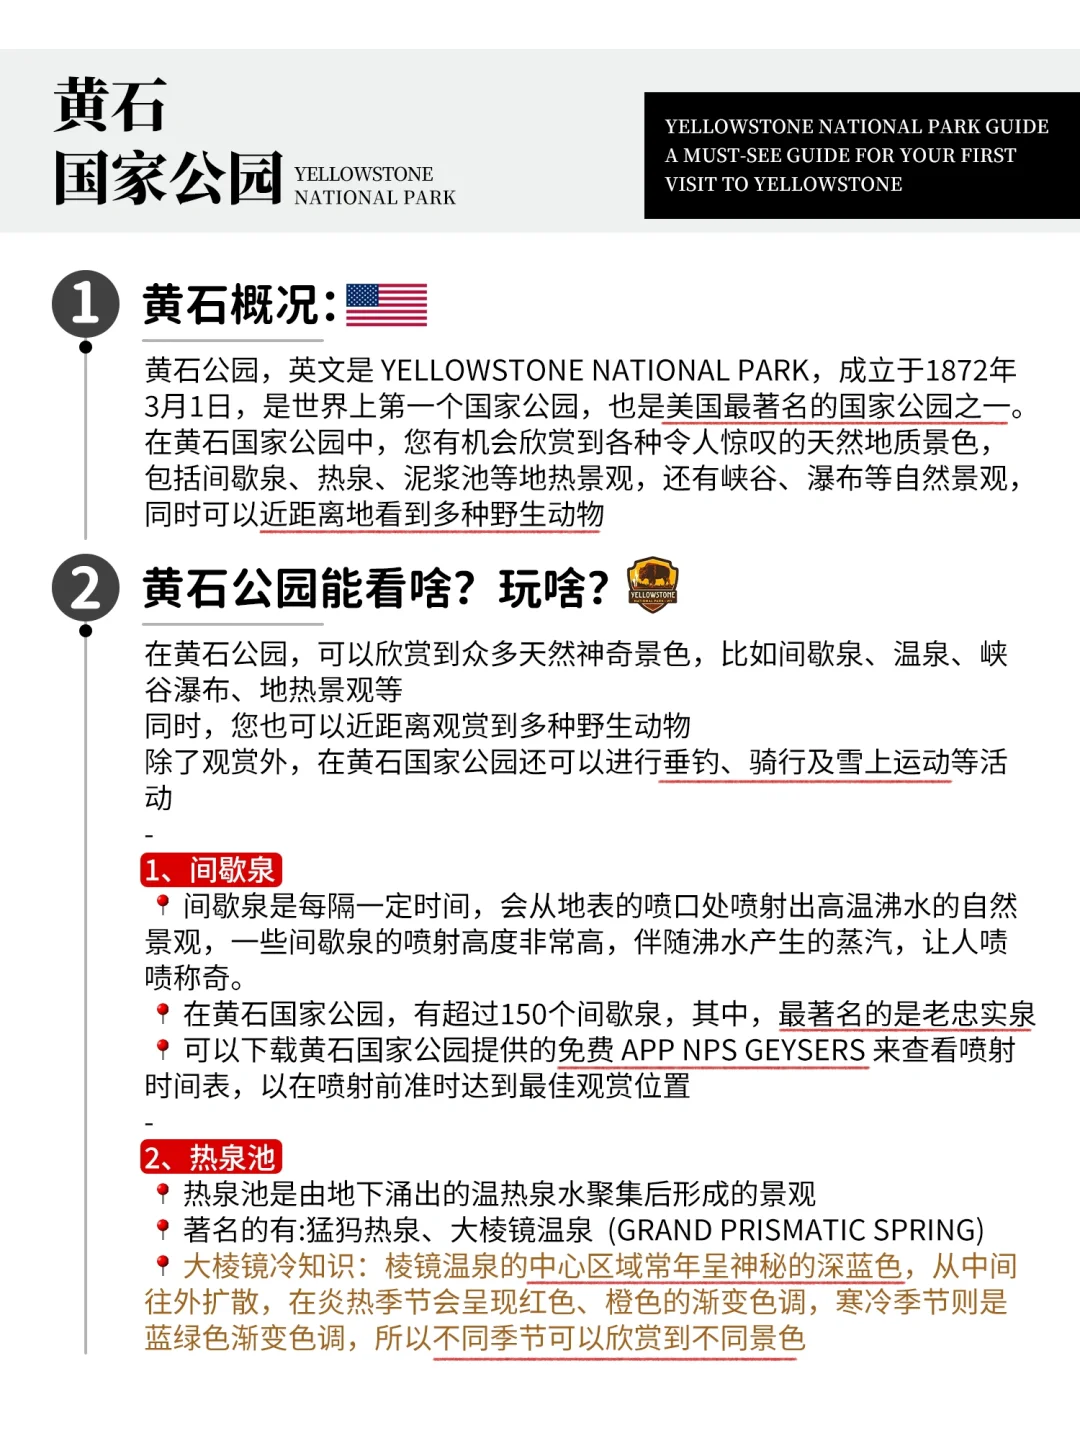 黄石
国家公园
YELLOWSTONE
NATIONAL PARK
YELLOWSTONE NATIONAL PARK GUIDE
A MUST-SEE GUIDE FOR YOUR FIRST
VISIT TO YELLOWSTONE
1 黄石概况：
黄石公园，英文是 YELLOWSTONE NATIONAL PARK，成立于1872年
3月1日，是世界上第一个国家公园，也是美国最著名的国家公园之一。
在黄石国家公园中，您有机会欣赏到各种令人惊叹的天然地质景色，
包括间歇泉、热泉、泥浆池等地热景观，还有峡谷、瀑布等自然景观，
同时可以近距离地看到多种野生动物
2 黄石公园能看啥？玩啥？
YELLOWSTONE
在黄石公园，可以欣赏到众多天然神奇景色，比如间歇泉、温泉、峡
谷瀑布、地热景观等
同时，您也可以近距离观赏到多种野生动物
除了观赏外，在黄石国家公园还可以进行垂钓、骑行及雪上运动等活
动
-
1、间歇泉
间歇泉是每隔一定时间，会从地表的喷口处喷射出高温沸水的自然
景观，一些间歇泉的喷射高度非常高，伴随沸水产生的蒸汽，让人啧
啧称奇。
在黄石国家公园，有超过150个间歇泉，其中，最著名的是老忠实泉
可以下载黄石国家公园提供的免费 APP NPS GEYSERS 来查看喷射
时间表，以在喷射前准时达到最佳观赏位置
-
2、热泉池
热泉池是由地下涌出的温热泉水聚集后形成的景观
著名的有:猛犸热泉、大棱镜温泉 (GRAND PRISMATIC SPRING)
大棱镜冷知识：棱镜温泉的中心区域常年呈神秘的深蓝色，从中间
往外扩散，在炎热季节会呈现红色、橙色的渐变色调，寒冷季节则是
蓝绿色渐变色调，所以不同季节可以欣赏到不同景色